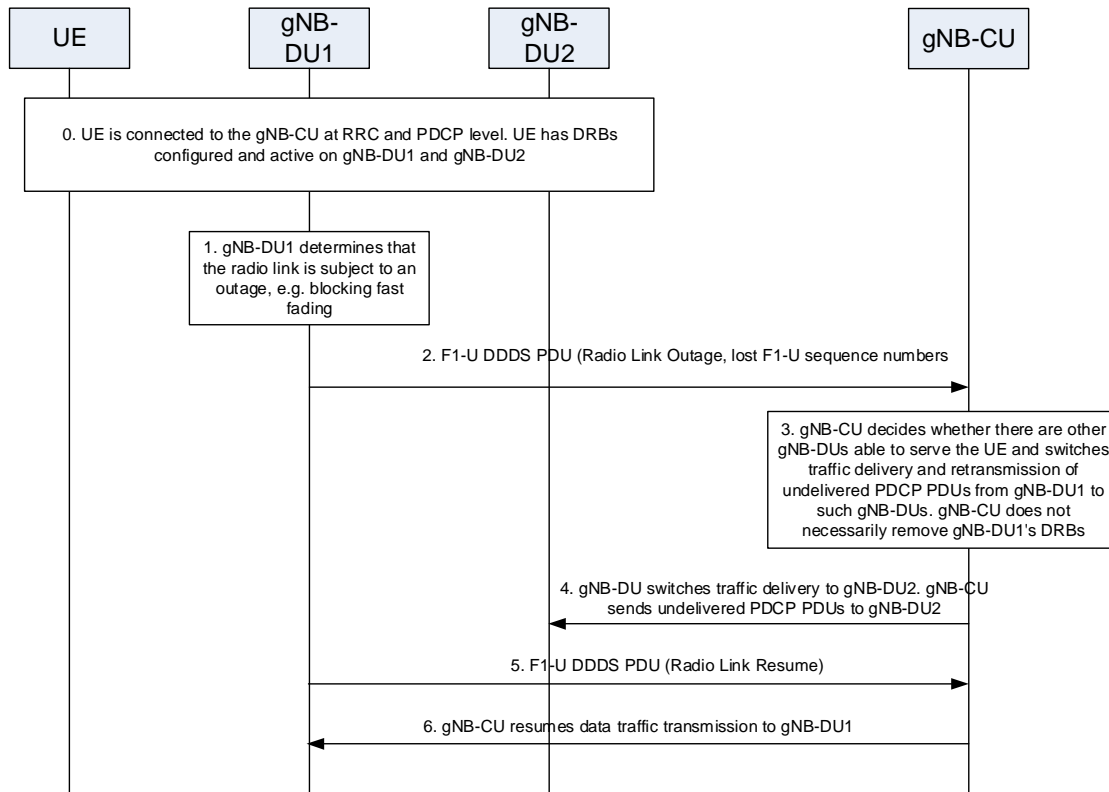 UE
gNB-
DU1
gNB-
DU2
gNB-CU
0. UE is connected to the gNB-CU at RRC and PDCP level. UE has DRBs
configured and active on gNB-DU1 and gNB-DU2
1. gNB-DU1 determines that
the radio link is subject to an
outage, e.g. blocking fast
fading
2. F1-U DDDS PDU (Radio Link Outage, lost F1-U sequence numbers
3. gNB-CU decides whether there are other
gNB-DUs able to serve the UE and switches
traffic delivery and retransmission of
undelivered PDCP PDUs from gNB-DU1 to
such gNB-DUs. gNB-CU does not
necessarily remove gNB-DU1's DRBs
4. gNB-DU switches traffic delivery to gNB-DU2. gNB-CU
sends undelivered PDCP PDUs to gNB-DU2
5. F1-U DDDS PDU (Radio Link Resume)
6. gNB-CU resumes data traffic transmission to gNB-DU1